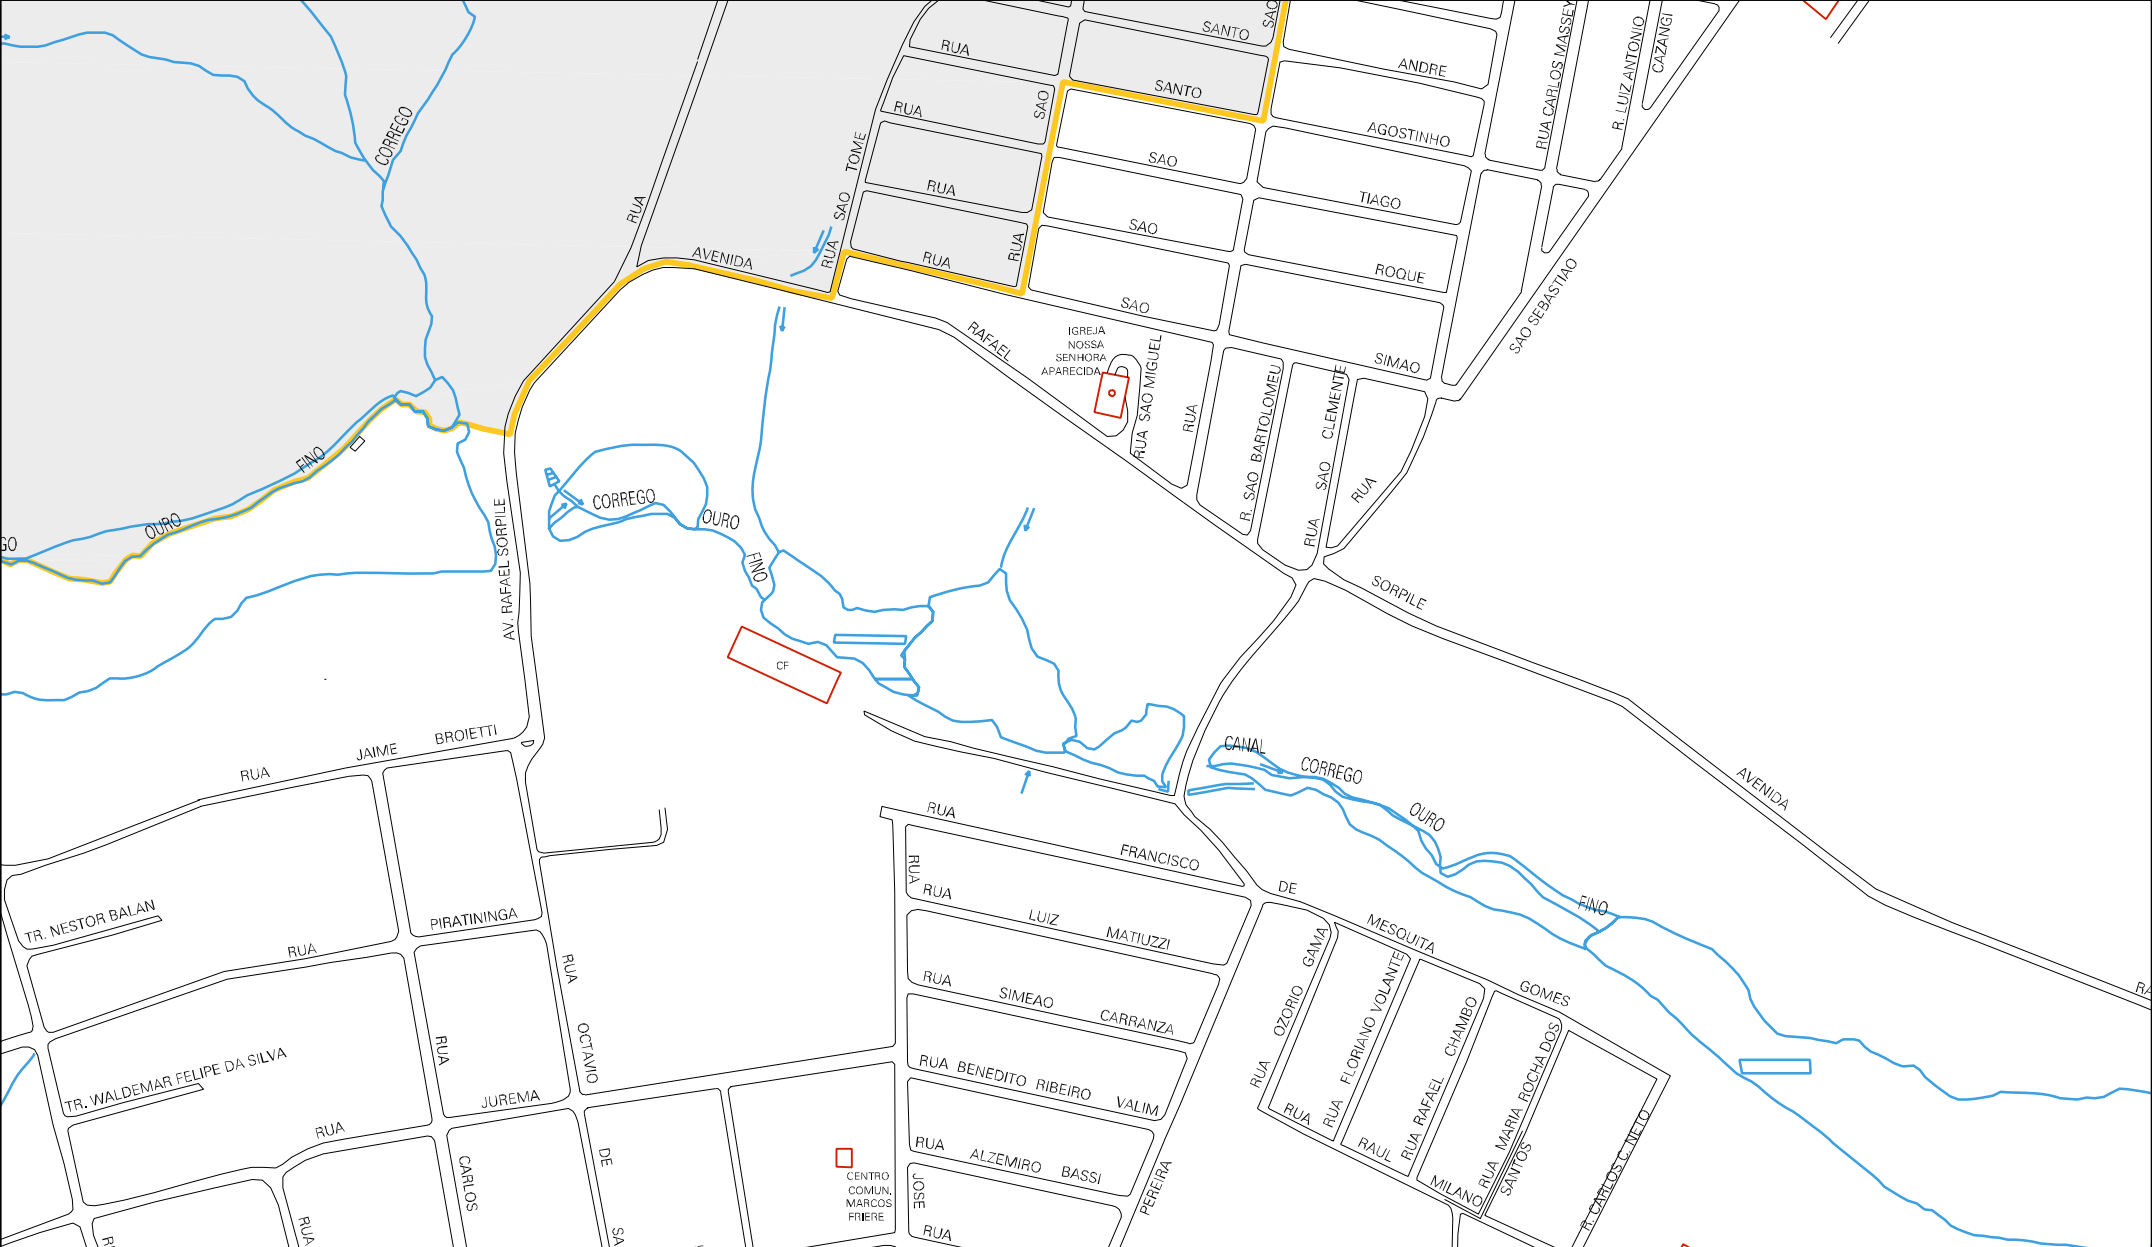 SAO
SANTO
RUA
ANDRE
SANTO
RUA CARLOS MASSEY
R. LUIZ ANTONIO
CAZANGI
CORREGO
RUA
SAO
AGOSTINHO
TOME
SAO
RUA
TIAGO
RUA
SAO
SAO
RUA
RUA
AVENIDA
RUA
ROQUE
SAO
SAO SEBASTIAO
RAFAEL
IGREJA
NOSSA
SENHORA
APARECIDA
RUA SAO MIGUEL
SIMAO
RUA
R. SAO BARTOLOMEU
RUA SAO CLEMENTE
RUA
FINO
OURO
GO
AV. RAFAEL SORPILE
CORREGO
OURO
FINO
SORPILE
CF
JAIME
BROIETTI
RUA
CANAL
CORREGO
OURO
AVENIDA
RUA
FRANCISCO
RUA
DE
FINO
RUA
LUIZ
MATIUZZI
MESQUITA
TR. NESTOR BALAN
PIRATININGA
RUA
RUA
RUA
SIMEAO
CARRANZA
RUA OZORIO GAMA
GOMES
RUA FLORIANO VOLANTE
RUA RAFAEL CHAMBO
RUA MARIA ROCHA DOS
SANTOS
R. CARLOS C. NETO
RUA
OCTAVIO
TR. WALDEMAR FELIPE DA SILVA
JUREMA
RUA
RUA BENEDITO RIBEIRO VALIM
RUA
RAUL
MILANO
RUA
ALZEMIRO
BASSI
CARLOS
DE
CENTRO
COMUN.
MARCOS
FRIERE
JOSE
PEREIRA
RUA
RUA
SA